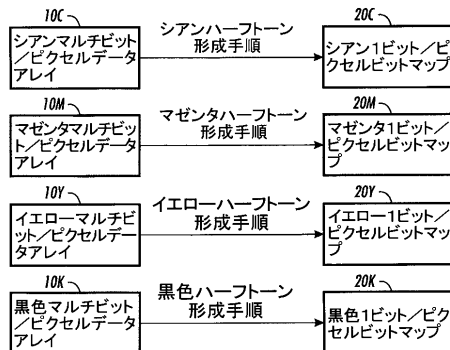 10C
シアンマルチビット
／ピクセルデータ
アレイ
シアンハーフトーン
形成手順
20C
シアン1ビット／ピ
クセルビットマップ
10M
マゼンタマルチビッ
ト／ピクセルデータ
アレイ
マゼンタハーフトーン
形成手順
20M
マゼンタ1ビット／
ピクセルビットマッ
プ
10Y
イエローマルチビ
ット／ピクセルデー
タアレイ
イエローハーフトーン
形成手順
20Y
イエロー1ビット／
ピクセルビットマッ
プ
10K
黒色マルチビット
／ピクセルデータ
アレイ
黒色ハーフトーン
形成手順
20K
黒色1ビット／ピク
セルビットマップ